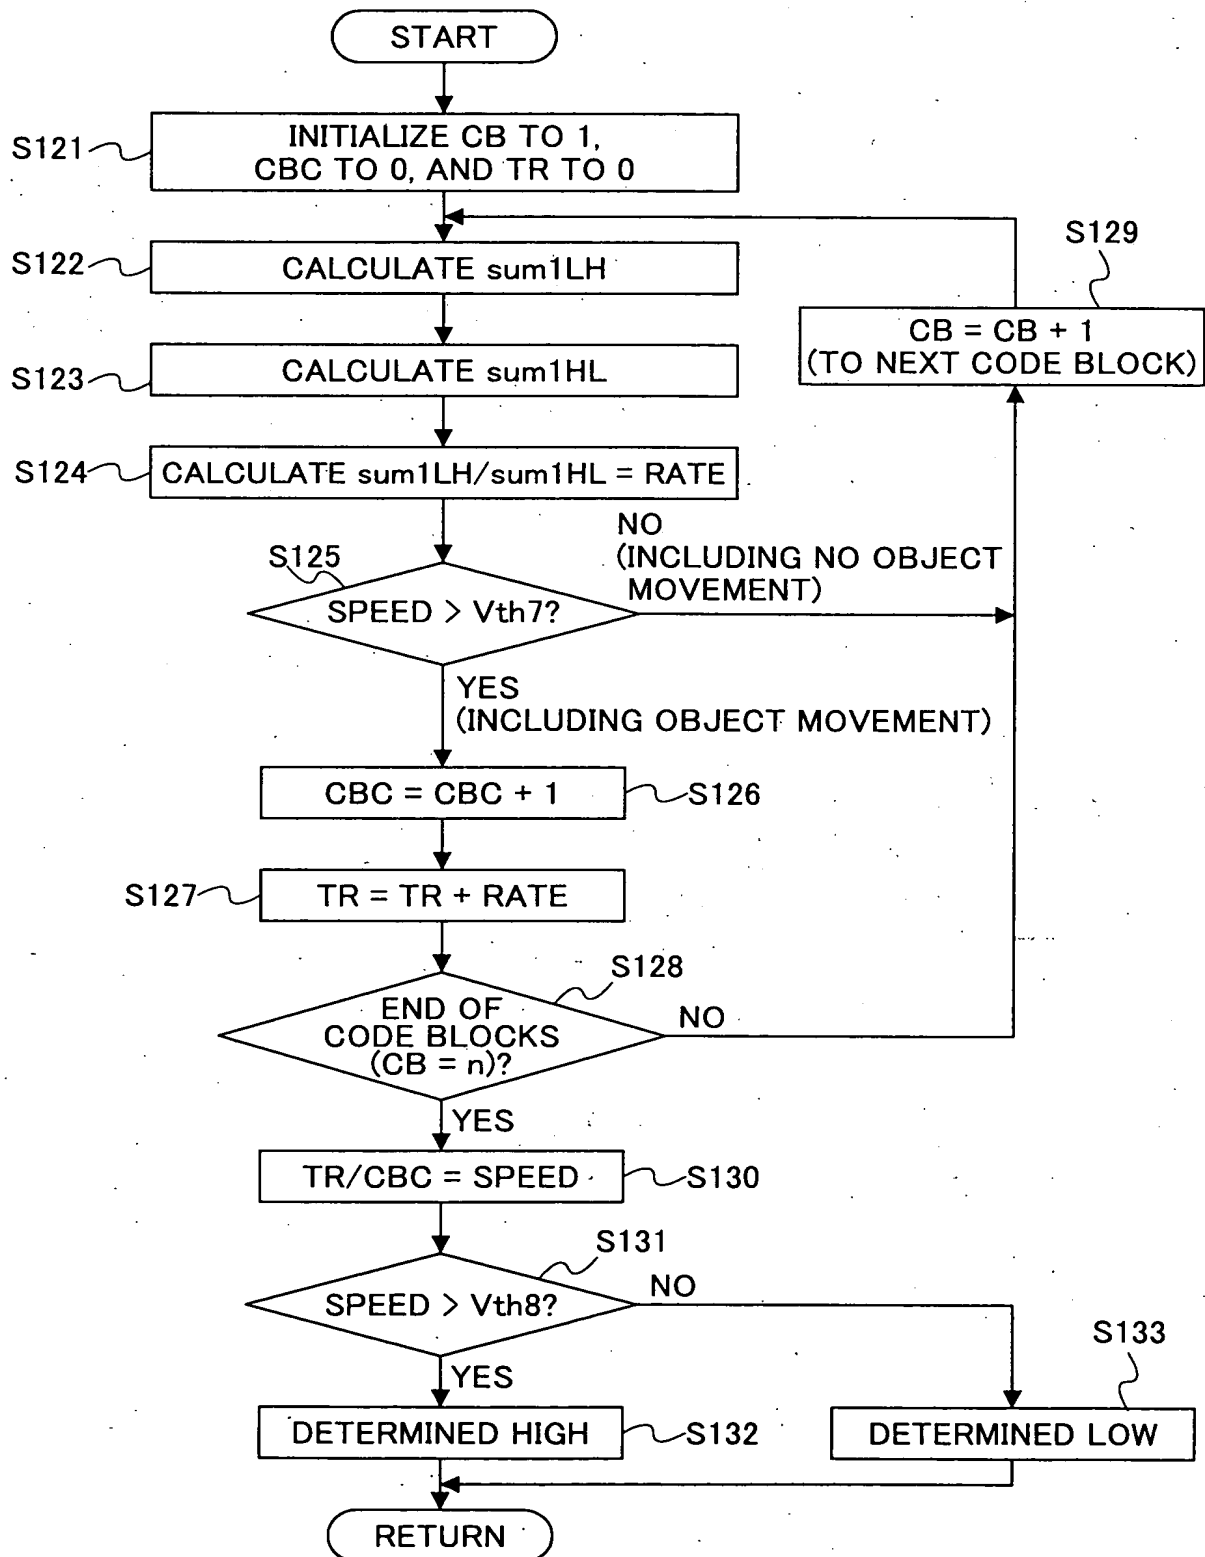 START
S121
INITIALIZE CB TO 1,
CBC TO 0, AND TR TO 0
S129
S122
CALCULATE sum1LH
CB = CB + 1
(TO NEXT CODE BLOCK)
S123
CALCULATE sum1HL
S124
CALCULATE sum1LH/sum1HL = RATE
NO
(INCLUDING NO OBJECT
MOVEMENT)
S125
SPEED > Vth7?
YES
(INCLUDING OBJECT MOVEMENT)
CBC = CBC + 1
S126
S127
TR = TR + RATE
S128
END OF
CODE BLOCKS
(CB = n)?
NO
YES
TR/CBC = SPEED
S130
S131
SPEED > Vth8?
NO
YES
S133
DETERMINED HIGH
S132
DETERMINED LOW
RETURN